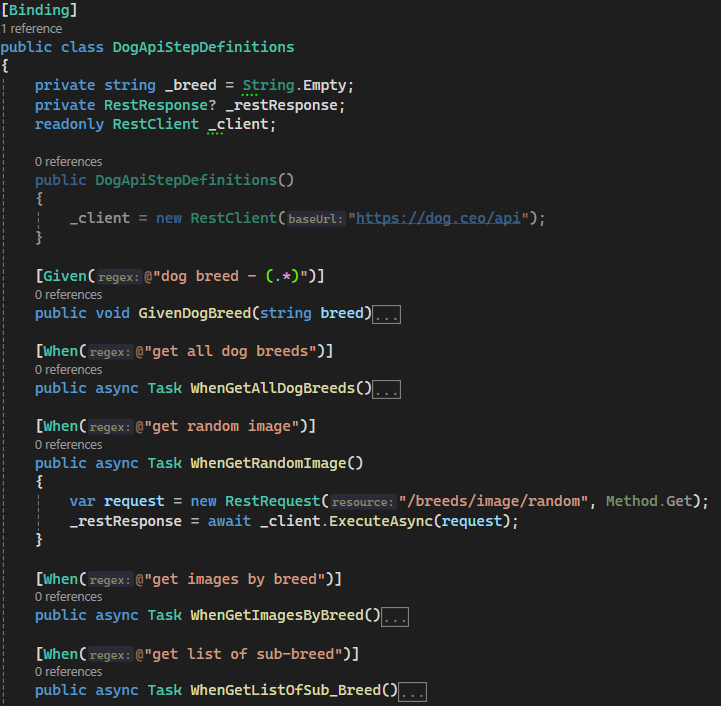 [Binding]
1 reference
public class DogApiStepDefinitions
{
private string _breed = String.Empty;
private RestResponse? _restResponse;
readonly RestClient _client;
0 references
public DogApiStepDefinitions()
{
_client = new RestClient(baseUrl:"https://dog.ceo/api");
}
[Given(regex:@"dog breed - (.*)")]
0 references
public void GivenDogBreed(string breed)...
[When(regex:@"get all dog breeds")]
0 references
public async Task WhenGetAllDogBreeds()...
[When(regex:@"get random image")]
0 references
public async Task WhenGetRandomImage()
{
var request = new RestRequest(resource:"/breeds/image/random", Method.Get);
_restResponse = await _client.ExecuteAsync(request);
}
[When(regex:@"get images by breed")]
0 references
public async Task WhenGetImagesByBreed()...
[When(regex:@"get list of sub-breed")]
0 references
public async Task WhenGetListOfSub_Breed()...